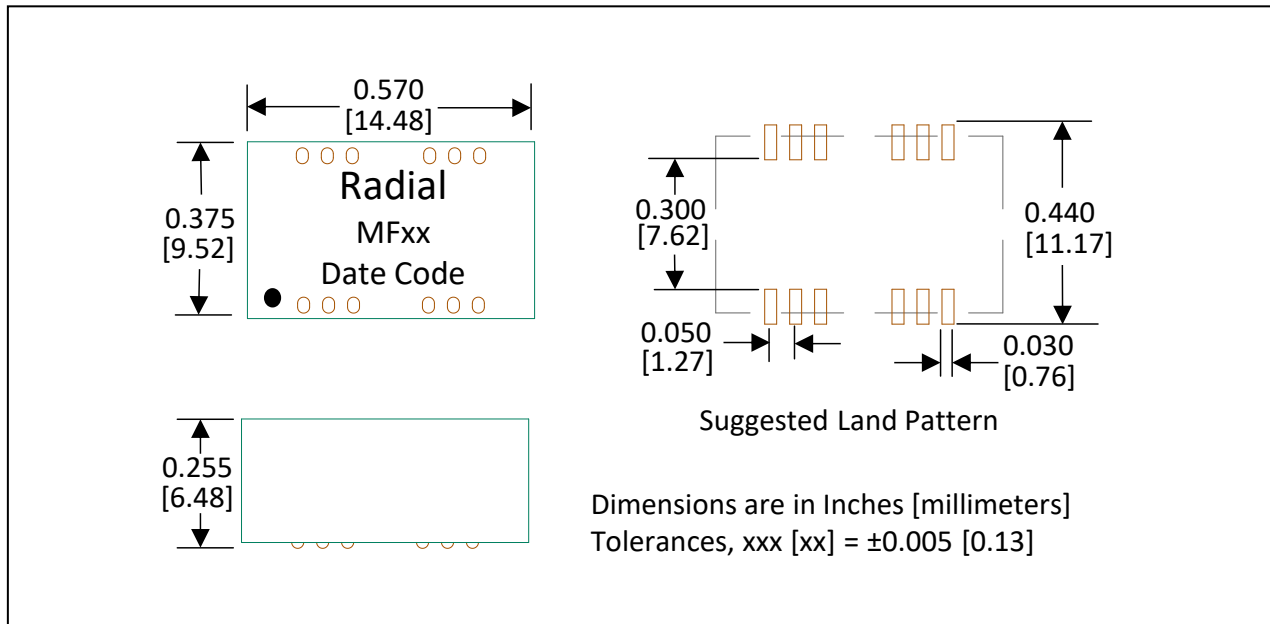 0.570
[14.48]
0.375
[9.52]
Radial
MFxx
Date Code
0.300
[7.62]
0.440
[11.17]
0.050
[1.27]
0.030
[0.76]
Suggested Land Pattern
0.255
[6.48]
Dimensions are in Inches [millimeters]
Tolerances, xxx [xx] = ±0.005 [0.13]